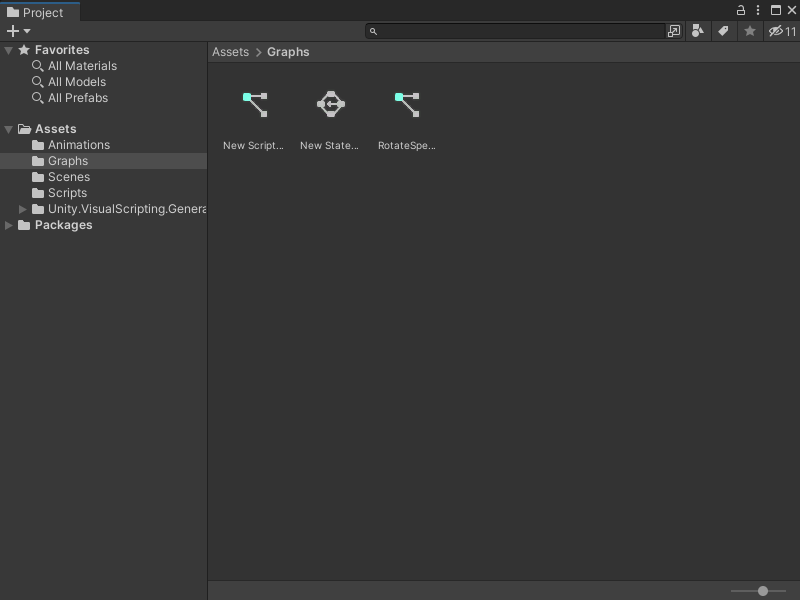 Project
11
Favorites
All Materials
All Models
All Prefabs
Assets
Animations
Graphs
Scenes
Scripts
Unity.VisualScripting.Genera
Packages
Assets > Graphs
New Script...
New State...
RotateSpe...